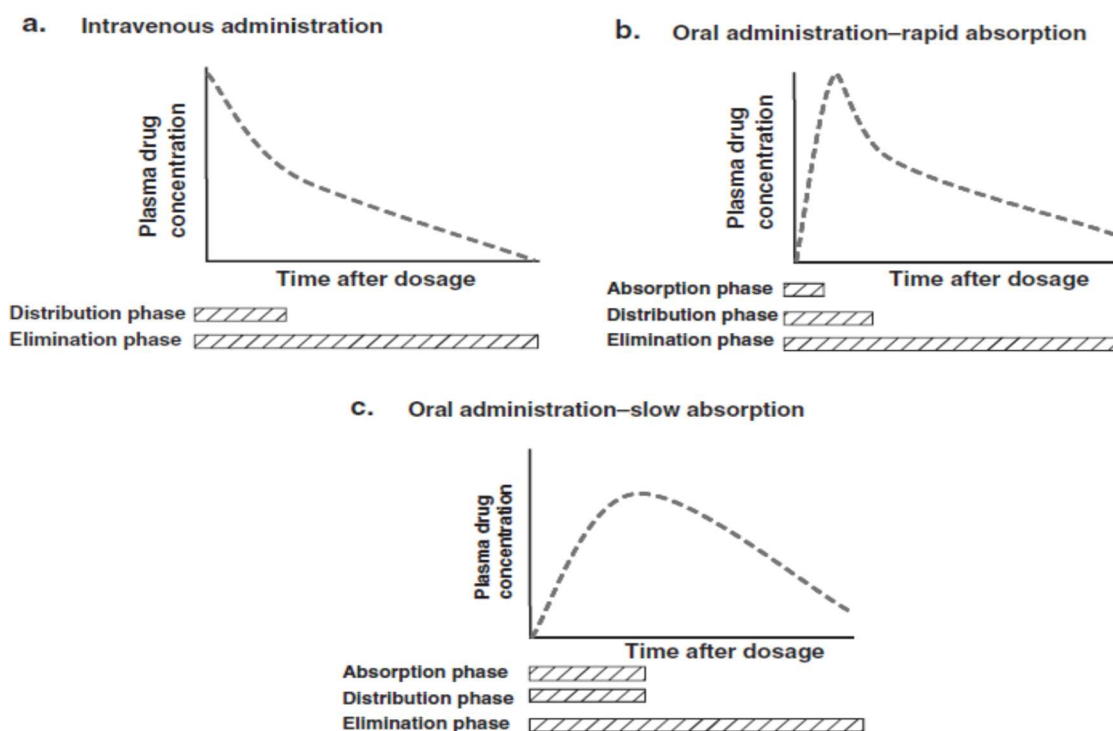 a. Intravenous administration
Plasma drug
concentration
Time after dosage
Distribution phase
Elimination phase
b. Oral administration–rapid absorption
Plasma drug
concentration
Time after dosage
Absorption phase
Distribution phase
Elimination phase
c. Oral administration–slow absorption
Plasma drug
concentration
Time after dosage
Absorption phase
Distribution phase
Elimination phase